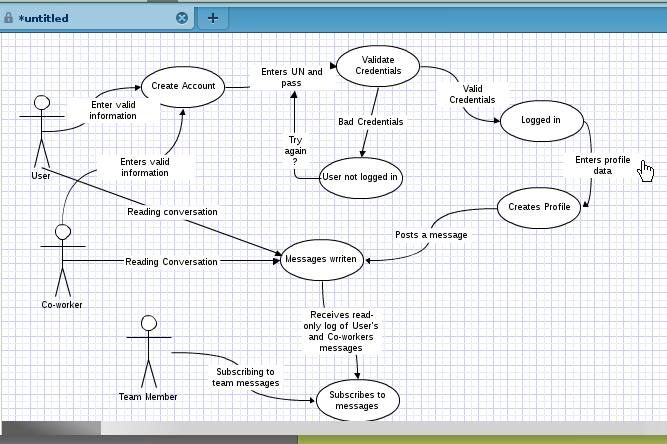 *untitled
+
Validate
Credentials
Enters UN and
pass
Create Account
Valid
Credentials
Enter valid
information
Bad Credentials
Logged in
Try
again
?
Enters profile
data
Enters valid
information
User
User not logged in
Reading conversation
Creates Profile
Posts a message
Messages wrriten
Reading Conversation
Co-worker
Receives read-
only log of User's
and Co-workers
messages
Subscribing to
team messages
Team Member
Subscribes to
messages